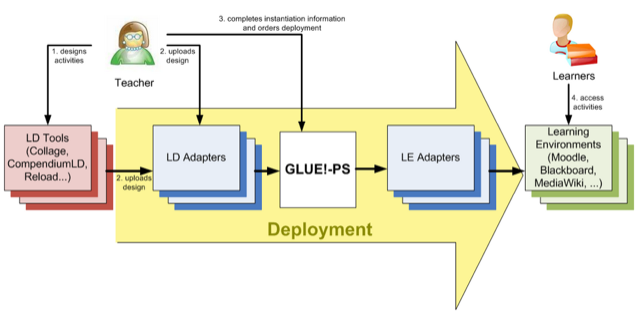 3. completes instantiation information
and orders deployment
1. designs
activities
2. uploads
design
Teacher
Learners
4. access
activities
LD Tools
(Collage,
CompendiumLD,
Reload...)
2. uploads
design
LD Adapters
GLUE!-PS
LE Adapters
Learning
Environments
(Moodle,
Blackboard,
MediaWiki, ...)
Deployment